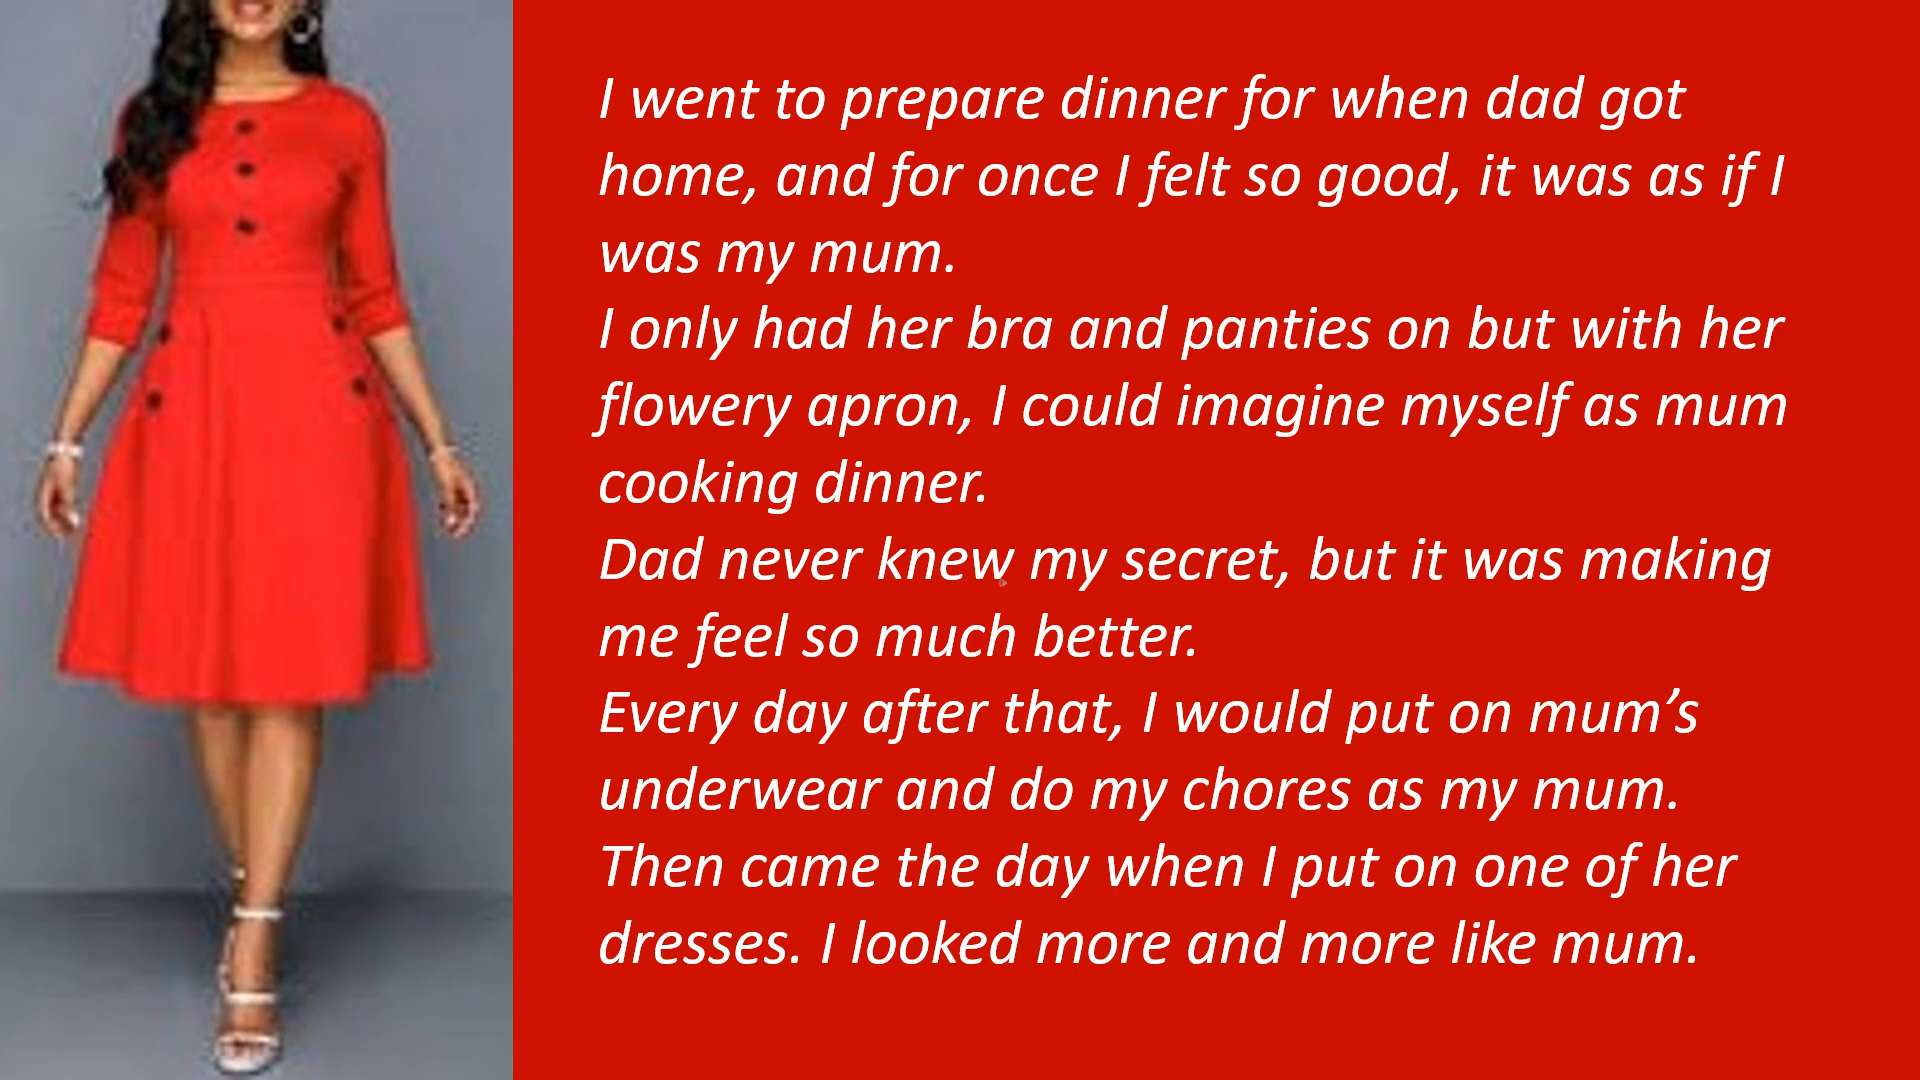 I went to prepare dinner for when dad got
home, and for once I felt so good, it was as if I
was my mum.
I only had her bra and panties on but with her
flowery apron, I could imagine myself as mum
cooking dinner.
Dad never knew my secret, but it was making
me feel so much better.
Every day after that, I would put on mum’s
underwear and do my chores as my mum.
Then came the day when I put on one of her
dresses. I looked more and more like mum.